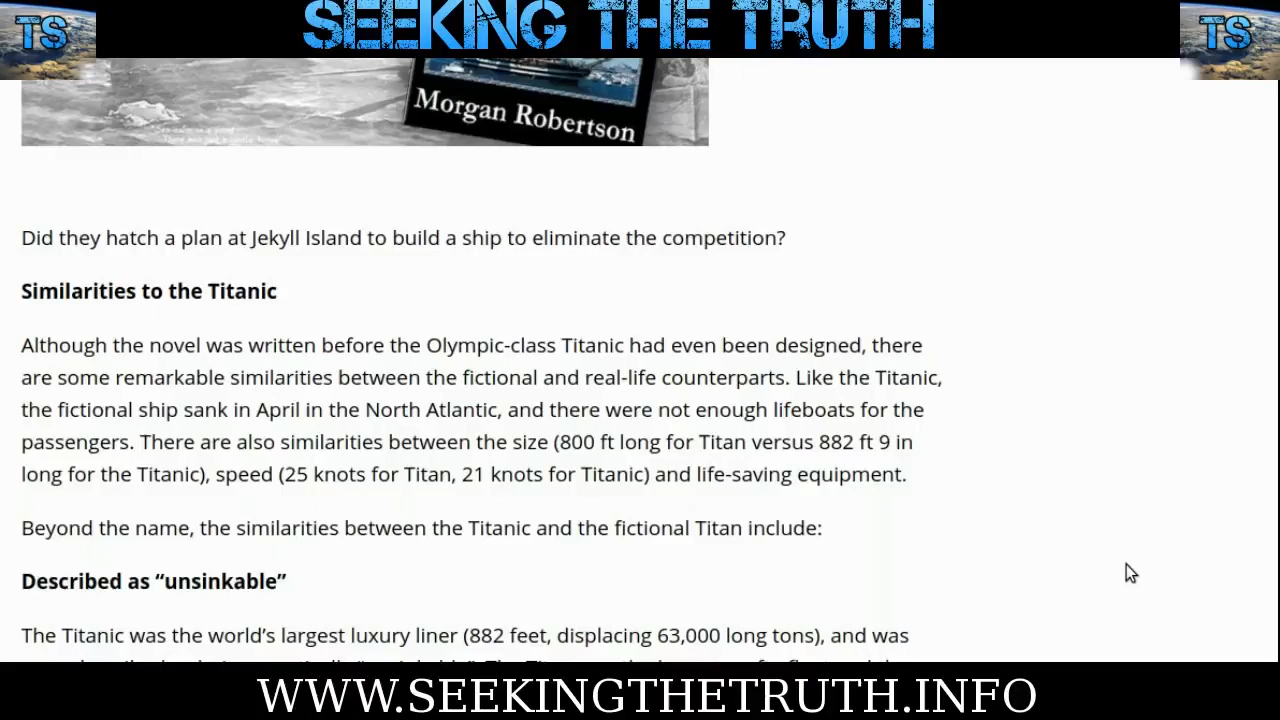 TS
SEEKING THE TRUTH
TS
Morgan Robertson
Did they hatch a plan at Jekyll Island to build a ship to eliminate the competition?
Similarities to the Titanic
Although the novel was written before the Olympic-class Titanic had even been designed, there
are some remarkable similarities between the fictional and real-life counterparts. Like the Titanic,
the fictional ship sank in April in the North Atlantic, and there were not enough lifeboats for the
passengers. There are also similarities between the size (800 ft long for Titan versus 882 ft 9 in
long for the Titanic), speed (25 knots for Titan, 21 knots for Titanic) and life-saving equipment.
Beyond the name, the similarities between the Titanic and the fictional Titan include:
Described as “unsinkable”
The Titanic was the world’s largest luxury liner (882 feet, displacing 63,000 long tons), and was
WWW.SEEKINGTHETRUTH.INFO